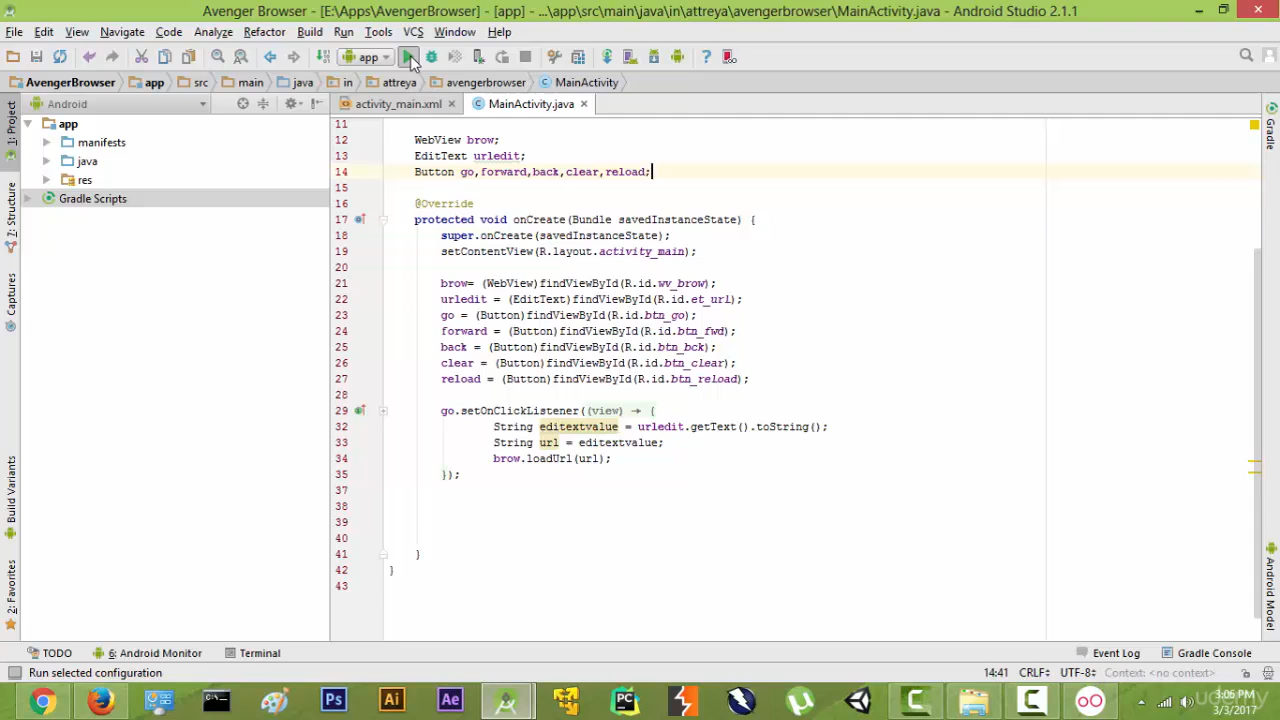 Avenger Browser - [E:\Apps\AvengerBrowser] - [app] - ...\app\src\main\java\in\attreya\avengerbrowser\MainActivity.java - Android Studio 2.1.1
File Edit View Navigate Code Analyze Refactor Build Run Tools VCS Window Help
app
AvengerBrowser app src main java in attreya avengerbrowser MainActivity
1: Project
7: Structure
Captures
Build Variants
2: Favorites
Android
app
manifests
java
res
Gradle Scripts
activity_main.xml MainActivity.java
11
12 WebView brow;
13 EditText urledit;
14 Button go,forward,back,clear,reload;
15
16 @Override
17 protected void onCreate(Bundle savedInstanceState) {
18 super.onCreate(savedInstanceState);
19 setContentView(R.layout.activity_main);
20
21 brow= (WebView)findViewById(R.id.wv_brow);
22 urledit = (EditText)findViewById(R.id.et_url);
23 go = (Button)findViewById(R.id.btn_go);
24 forward = (Button)findViewById(R.id.btn_fwd);
25 back = (Button)findViewById(R.id.btn_bck);
26 clear = (Button)findViewById(R.id.btn_clear);
27 reload = (Button)findViewById(R.id.btn_reload);
28
29 go.setOnClickListener((view) → {
32 String editextvalue = urledit.getText().toString();
33 String url = editextvalue;
34 brow.loadUrl(url);
35 });
37
38
39
40
41 }
42 }
43
Gradle
Android Model
TODO 6: Android Monitor Terminal Event Log Gradle Console
Run selected configuration 14:41 CRLF÷ UTF-8÷ Context: <no context>
Ps Ai Ae PC
3:06 PM
3/3/2017
udemy